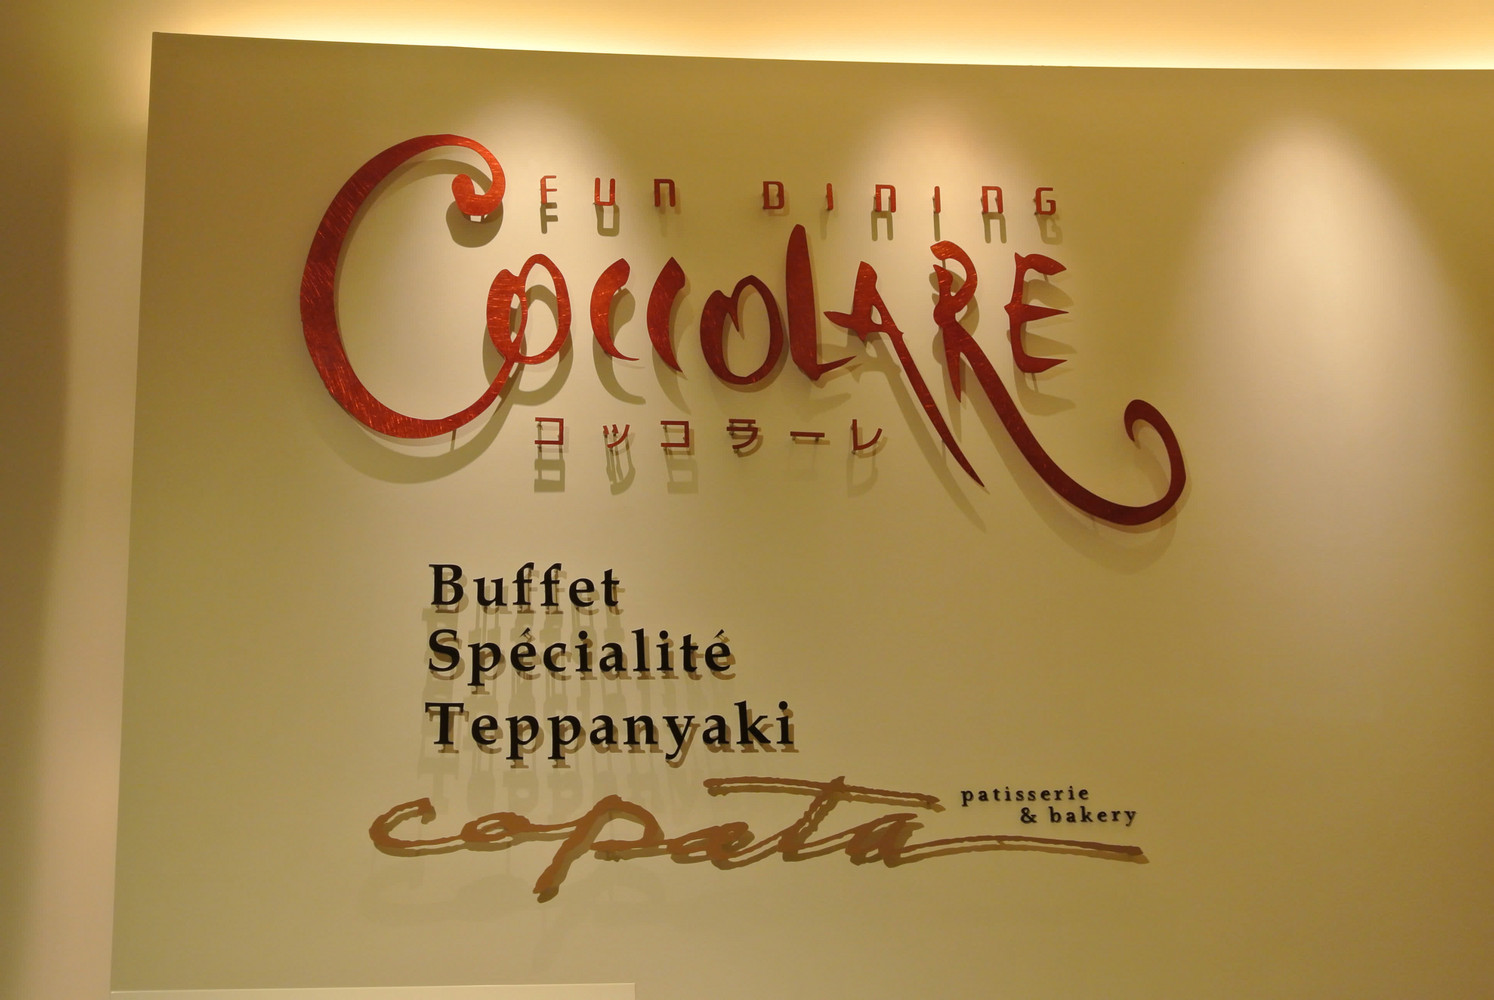 FUN DINING
COCCOLARE
コッコラーレ
Buffet
Spécialité
Teppanyaki
copata
patisserie
& bakery